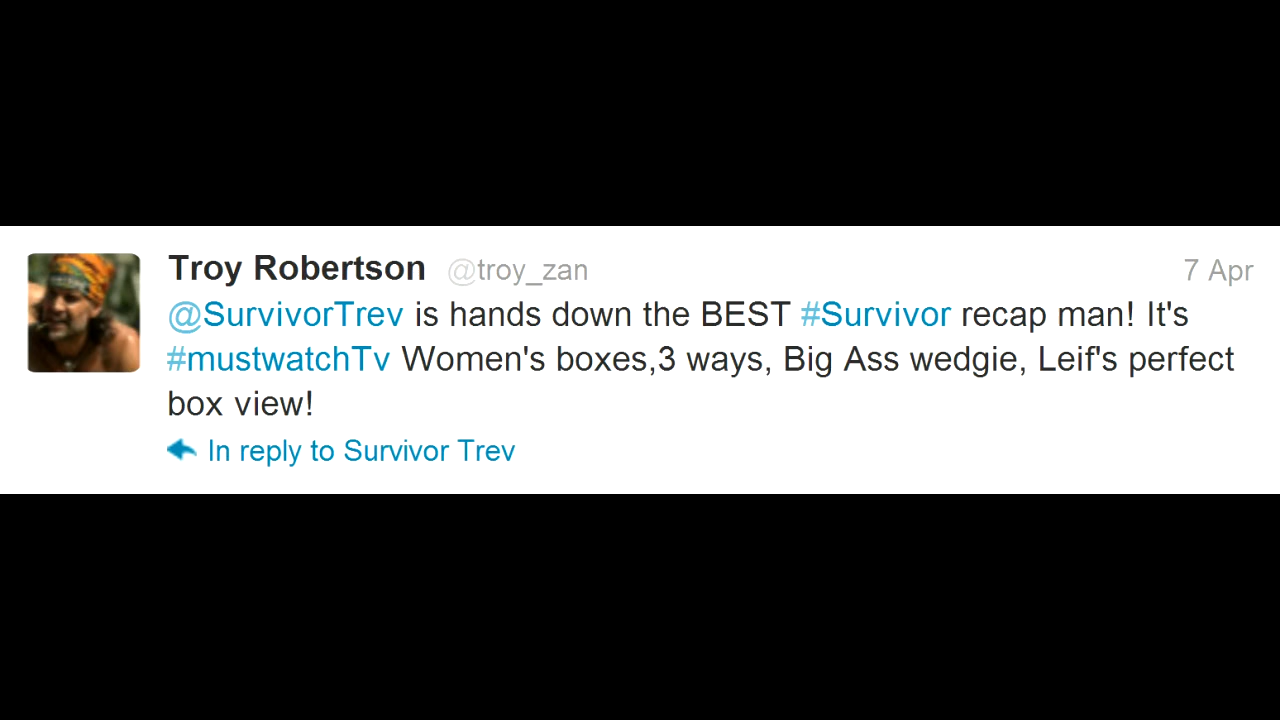 Troy Robertson @troy_zan 7 Apr
@SurvivorTrev is hands down the BEST #Survivor recap man! It's
#mustwatchTv Women's boxes,3 ways, Big Ass wedgie, Leif's perfect
box view!
In reply to Survivor Trev